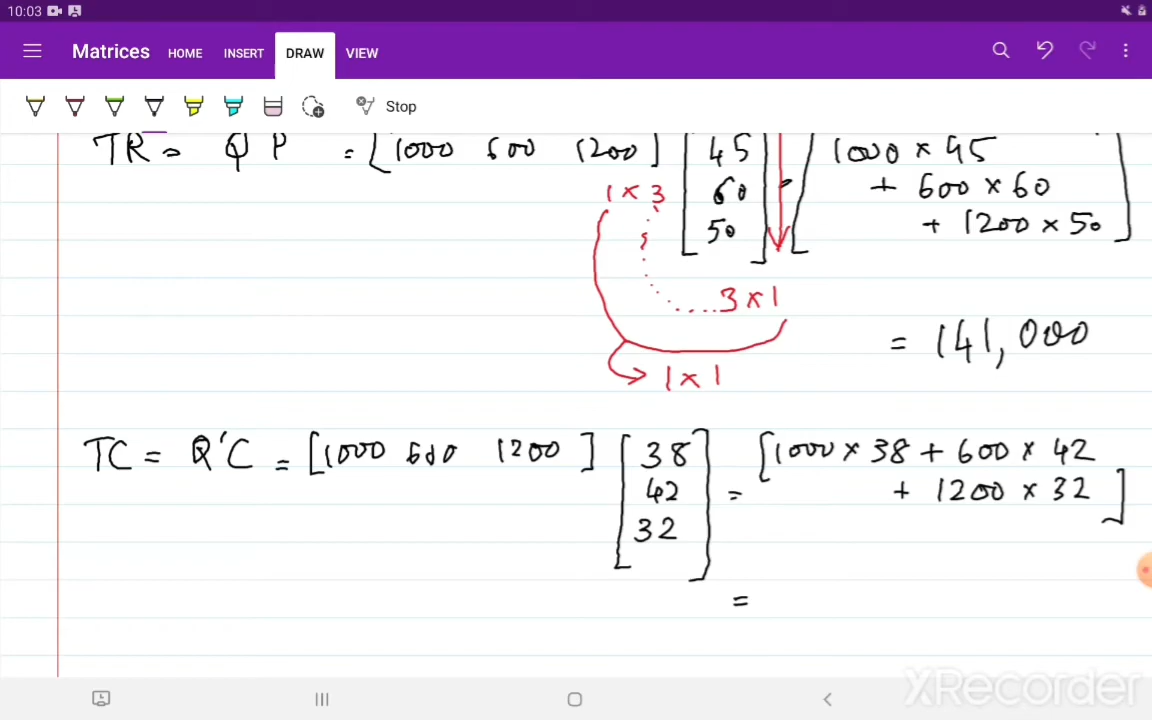 10:03
Matrices HOME INSERT DRAW VIEW
Stop
TR = Q P = [1000 600 1200] [45 60 50] = [1000 × 45
+ 600 × 60
+ 1200 × 50]
1 × 3
3 × 1
1 × 1
= 141,000
TC = Q'C = [1000 600 1200] [38 42 32] = [1000 × 38 + 600 × 42
+ 1200 × 32]
=
XRecorder